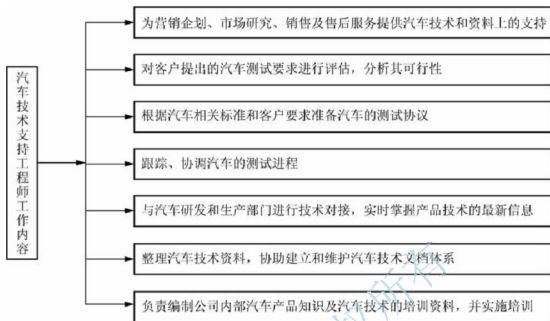 汽车技术支持工程师工作内容
为营销企划、市场研究、销售及售后服务提供汽车技术和资料上的支持
对客户提出的汽车测试要求进行评估，分析其可行性
根据汽车相关标准和客户要求准备汽车的测试协议
跟踪、协调汽车的测试进程
与汽车研发和生产部门进行技术对接，实时掌握产品技术的最新信息
整理汽车技术资料，协助建立和维护汽车技术文档体系
负责编制公司内部汽车产品知识及汽车技术的培训资料，并实施培训
权所有